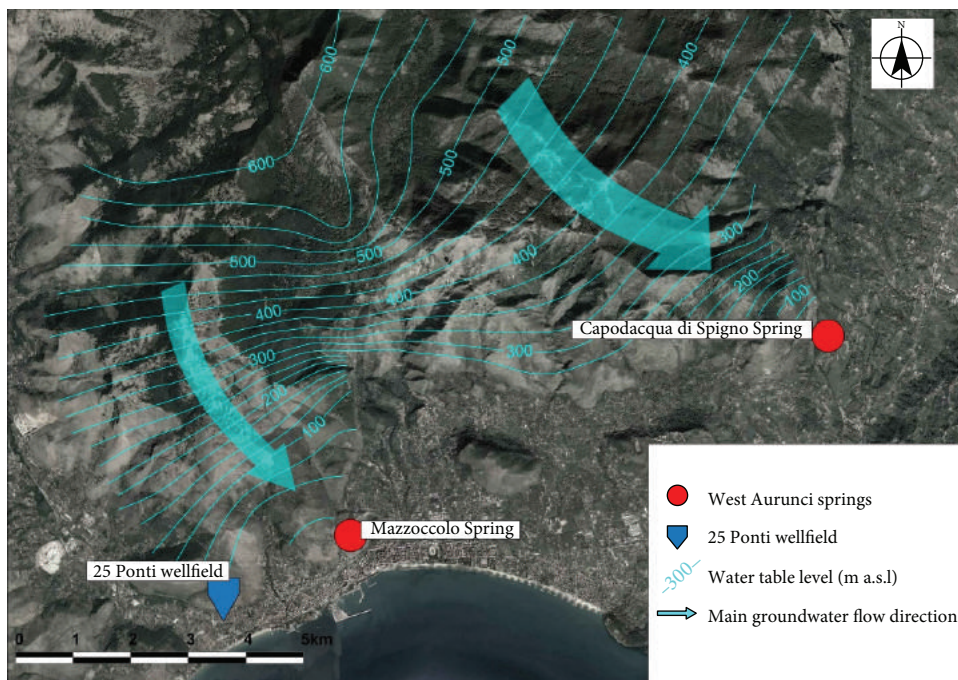 N
600
500
400
600
500
300
500
500
400
200
400
100
400
300
300
200
100
Capodacqua di Spigno Spring
Mazzoccolo Spring
25 Ponti wellfield
0 1 2 3 4 5km
West Aurunci springs
25 Ponti wellfield
–300– Water table level (m a.s.l)
Main groundwater flow direction